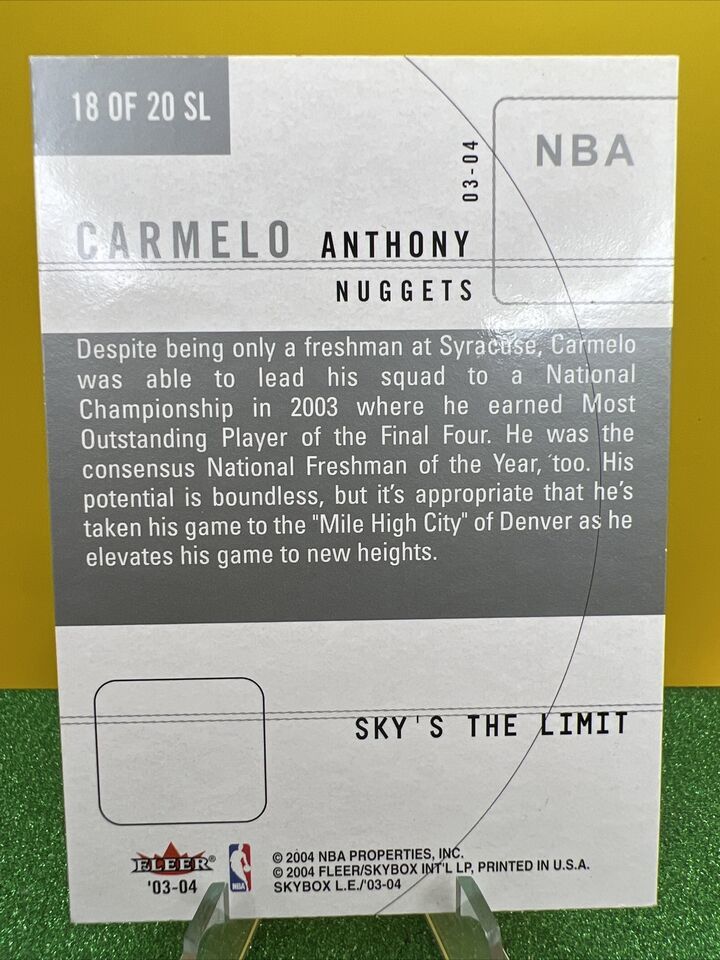 18 OF 20 SL
03-04
NBA
CARMELO ANTHONY
NUGGETS
Despite being only a freshman at Syracuse, Carmelo
was able to lead his squad to a National
Championship in 2003 where he earned Most
Outstanding Player of the Final Four. He was the
consensus National Freshman of the Year, too. His
potential is boundless, but it's appropriate that he's
taken his game to the "Mile High City" of Denver as he
elevates his game to new heights.
SKY'S THE LIMIT
FLEER®
'03-04
NBA
© 2004 NBA PROPERTIES, INC.
© 2004 FLEER/SKYBOX INT'L LP, PRINTED IN U.S.A.
SKYBOX L.E./'03-04